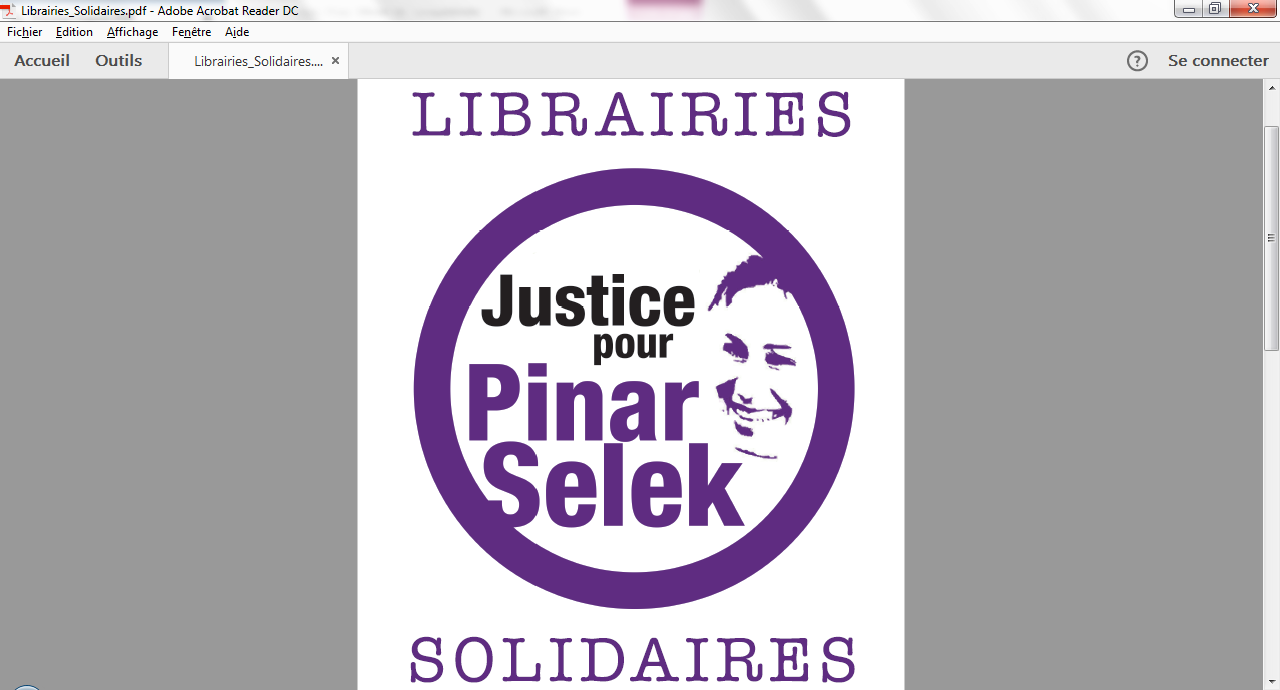 Librairies_Solidaires.pdf - Adobe Acrobat Reader DC
Fichier Edition Affichage Fenêtre Aide
Accueil Outils Librairies_Solidaires.... × ? Se connecter
LIBRAIRIES
Justice
pour
Pinar
Selek
SOLIDAIRES